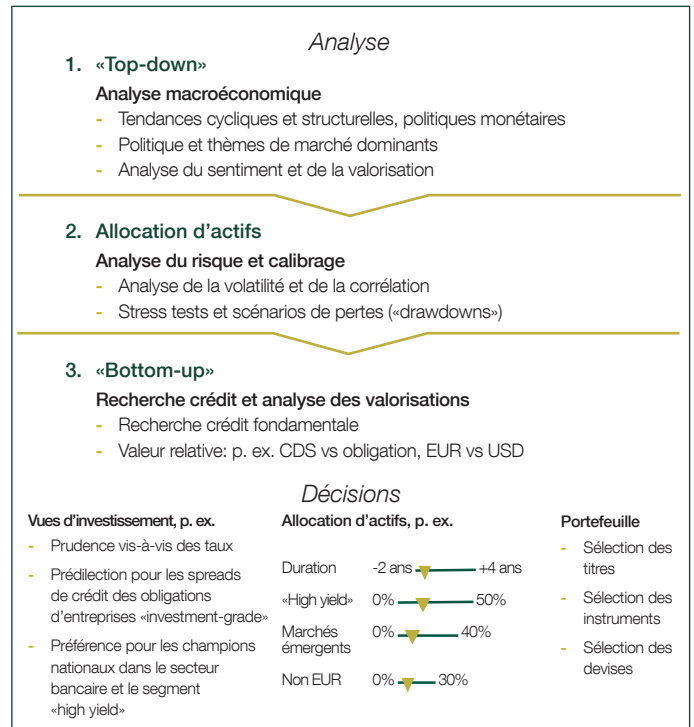 Analyse
1. «Top-down»
Analyse macroéconomique
- Tendances cycliques et structurelles, politiques monétaires
- Politique et thèmes de marché dominants
- Analyse du sentiment et de la valorisation
2. Allocation d'actifs
Analyse du risque et calibrage
- Analyse de la volatilité et de la corrélation
- Stress tests et scénarios de pertes («drawdowns»)
3. «Bottom-up»
Recherche crédit et analyse des valorisations
- Recherche crédit fondamentale
- Valeur relative: p. ex. CDS vs obligation, EUR vs USD
Décisions
Vues d'investissement, p. ex.
- Prudence vis-à-vis des taux
- Prédilection pour les spreads
de crédit des obligations
d'entreprises «investment-grade»
- Préférence pour les champions
nationaux dans le secteur
bancaire et le segment
«high yield»
Allocation d'actifs, p. ex.
Duration -2 ans +4 ans
«High yield» 0% 50%
Marchés
émergents 0% 40%
Non EUR 0% 30%
Portefeuille
- Sélection des
titres
- Sélection des
instruments
- Sélection des
devises